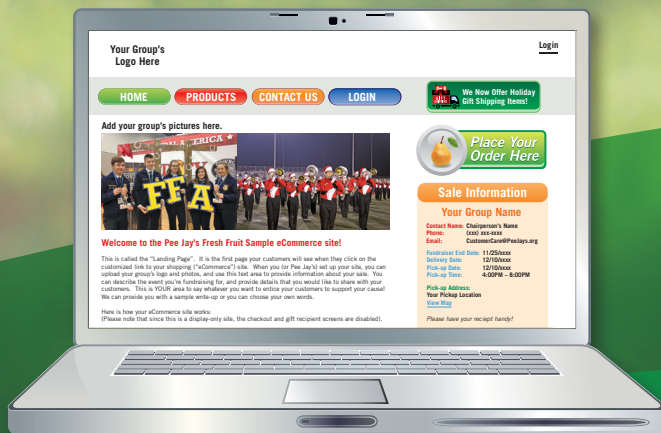 Your Group's
Logo Here
Login
HOME
PRODUCTS
CONTACT US
LOGIN
We Now Offer Holiday
Gift Shipping Items!
Add your group's pictures here.
FFA
Place Your
Order Here
Welcome to the Pee Jay's Fresh Fruit Sample eCommerce site!
This is called the "Landing Page". It is the first page your customers will see when they click on the
customized link to your shopping ("eCommerce") site. When you (or Pee Jay's) set up your site, you can
upload your group's logo and photos, and use this text area to provide information about your sale. You
can describe the event you're fundraising for, and provide details that you would like to share with your
customers. This is YOUR area to say whatever you want to entice your customers to support your cause!
We can provide you with a sample write-up or you can choose your own words.
Here is how your eCommerce site works:
(Please note that since this is a display-only site, the checkout and gift recipient screens are disabled).
Sale Information
Your Group Name
Contact Name: Chairperson's Name
Phone: (xxx) xxx-xxxx
Email: CustomerCare@PeeJays.org
Fundraiser End Date: 11/25/xxxx
Delivery Date: 12/10/xxxx
Pick-up Date: 12/10/xxxx
Pick-up Time: 4:00PM – 8:00PM
Pick-up Address:
Your Pickup Location
View Map
Please have your reciept handy!